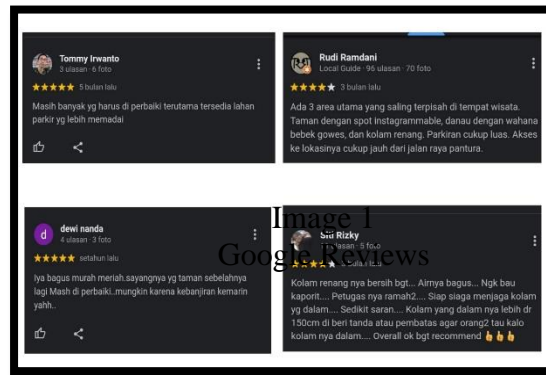 Tommy Irwanto
3 ulasan · 6 foto
5 bulan lalu
Masih banyak yg harus di perbaiki terutama tersedia lahan
parkir yg lebih memadai
Rudi Ramdani
Local Guide · 96 ulasan · 70 foto
3 bulan lalu
Ada 3 area utama yang saling terpisah di tempat wisata.
Taman dengan spot Instagrammable, danau dengan wahana
bebek gowes, dan kolam renang. Parkiran cukup luas. Akses
ke lokasinya cukup jauh dari jalan raya pantura.
d
dewi nanda
4 ulasan · 3 foto
setahun lalu
Iya bagus murah meriah.sayangnya yg taman sebelahnya
lagi Mash di perbaiki..mungkin karena kebanjiran kemarin
yahh..
Image 1
Google Reviews
Siti Rizky
ulasan · 5 foto
bulan lalu
Kolam renang nya bersih bgt... Airnya bagus... Ngk bau
kaporit.... Petugas nya ramah2.... Siap siaga menjaga kolam
yg dalam.... Sedikit saran.... Kolam yang dalam nya lebih dr
150cm di beri tanda atau pembatas agar orang2 tau kalo
kolam nya dalam.... Overall ok bgt recommend